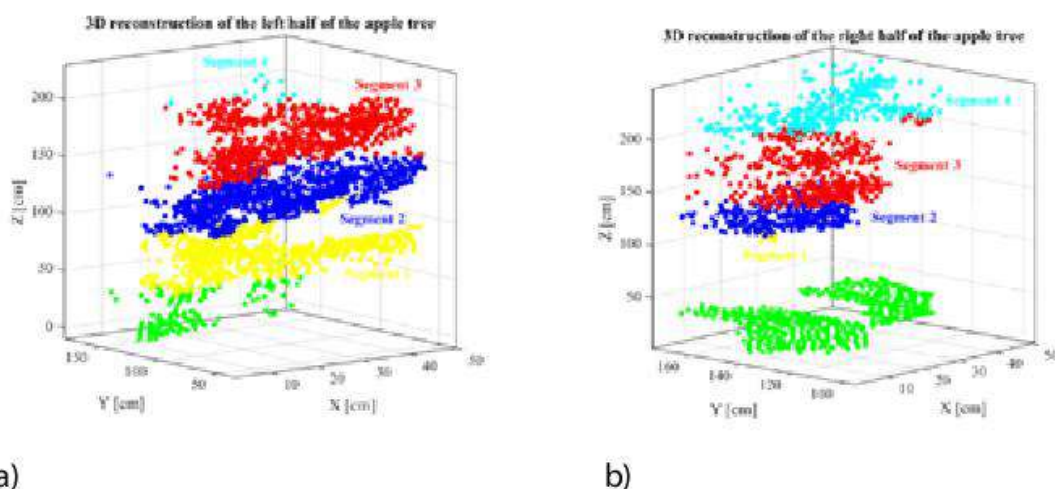 3D reconstruction of the left half of the apple tree
Segment 4
Segment 3
Segment 2
Segment 1
Z [cm]
200
150
100
50
0
150
100
50
Y [cm]
10
20
30
40
50
X [cm]
a)
3D reconstruction of the right half of the apple tree
Segment 4
Segment 3
Segment 2
Segment 1
Z [cm]
200
150
100
50
160
140
120
100
Y [cm]
10
20
30
40
50
X [cm]
b)